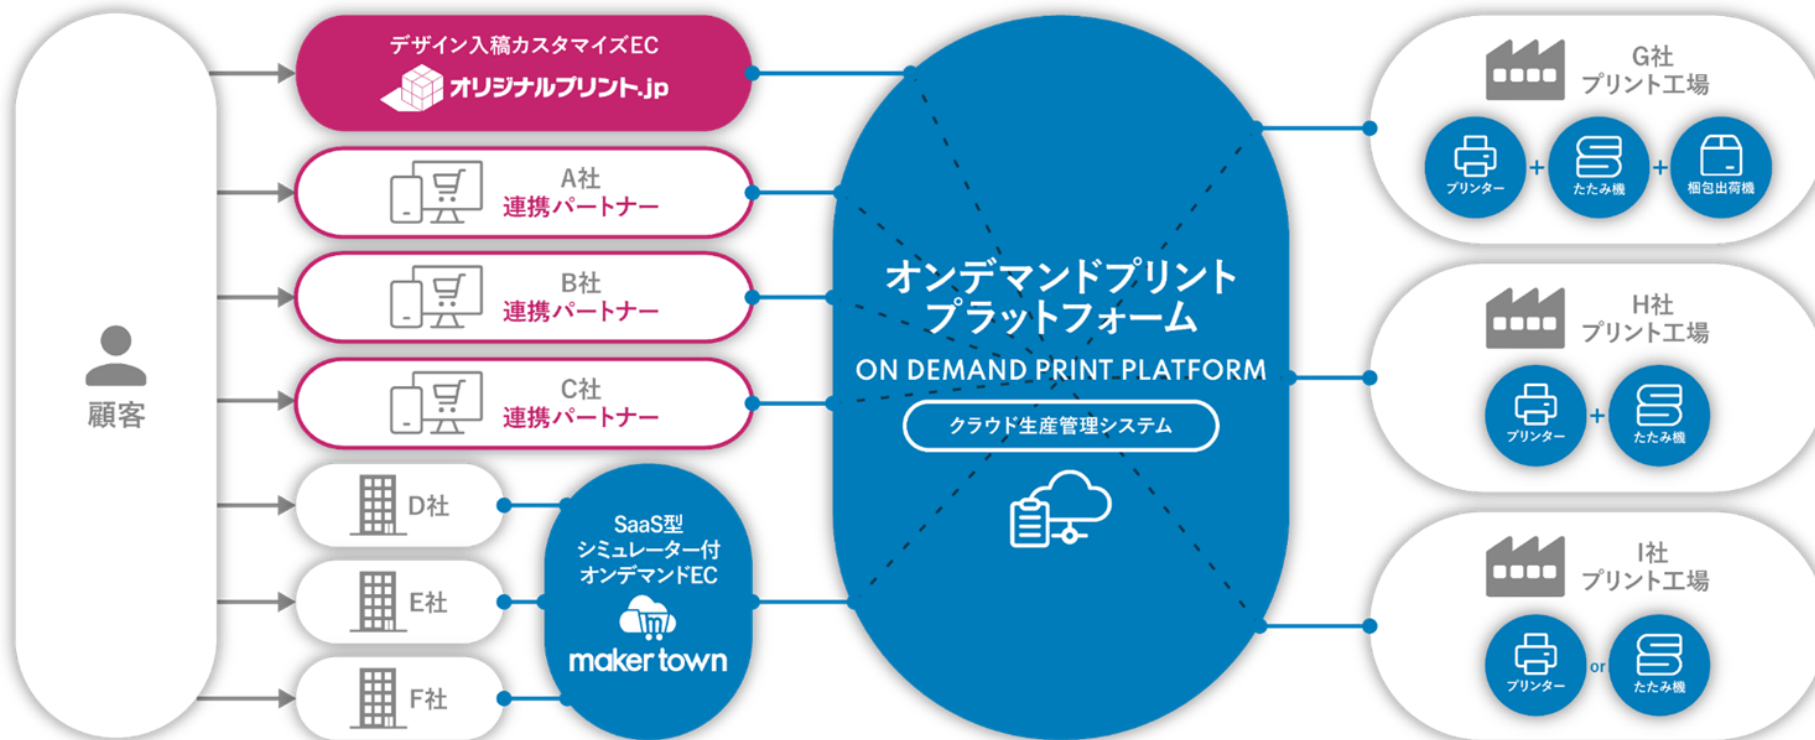 顧客
デザイン入稿カスタマイズEC
オリジナルプリント.jp
A社
連携パートナー
B社
連携パートナー
C社
連携パートナー
D社
E社
F社
SaaS型
シミュレーター付
オンデマンドEC
maker town
オンデマンドプリント
プラットフォーム
ON DEMAND PRINT PLATFORM
クラウド生産管理システム
G社
プリント工場
プリンター + たたみ機 + 梱包出荷機
H社
プリント工場
プリンター + たたみ機
I社
プリント工場
プリンター or たたみ機